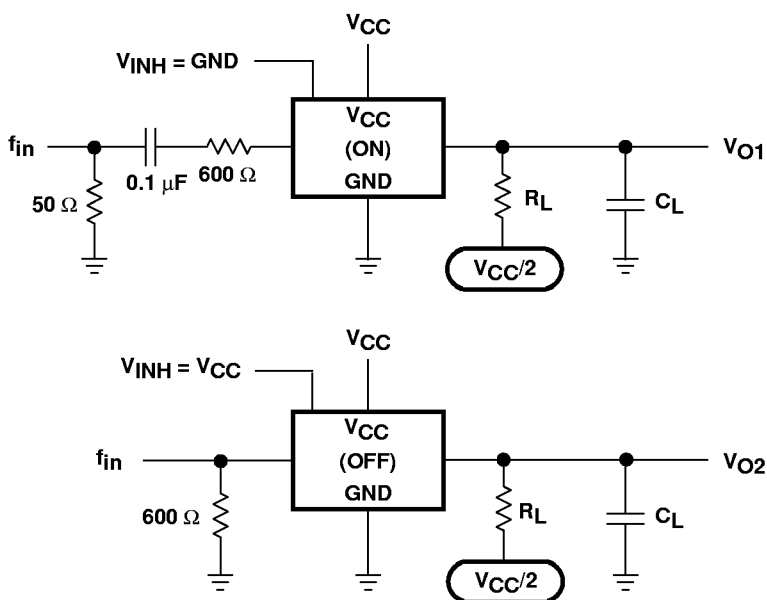 VCC
VINH = GND
VCC
fin
(ON)
VO1
0.1 μF
600 Ω
GND
50 Ω
RL
CL
VCC/2
VCC
VINH = VCC
VCC
fin
(OFF)
VO2
GND
600 Ω
RL
CL
VCC/2